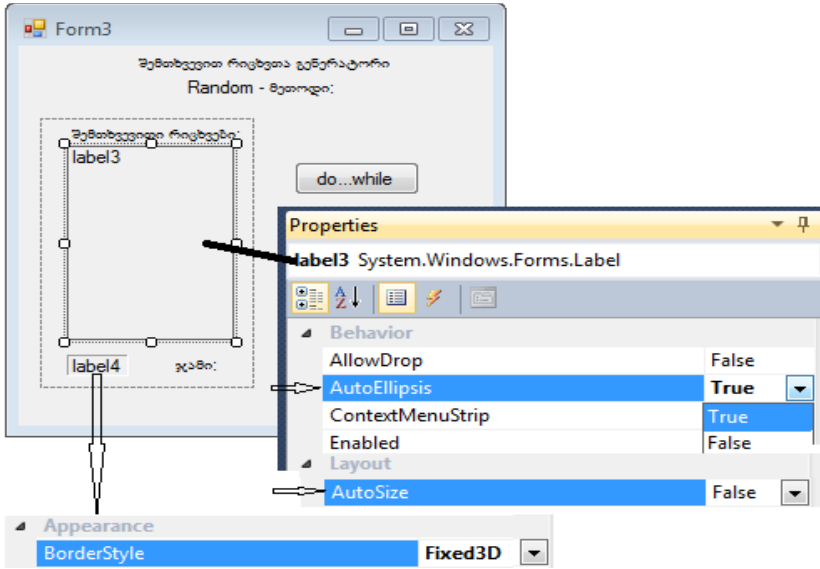 Form3
შემთხვევით რიცხვთა გენერატორი
Random - მეთოდი:
შემთხვევითი რიცხვები:
label3
do...while
Properties
label3 System.Windows.Forms.Label
Behavior
AllowDrop False
AutoEllipsis True
ContextMenuStrip True
Enabled False
label4 ჯამი:
Layout
AutoSize False
Appearance
BorderStyle Fixed3D